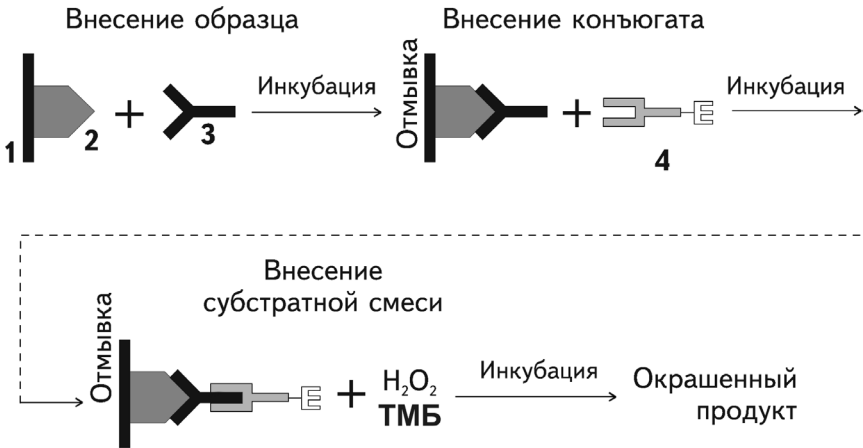 Внесение образца
Внесение конъюгата
Инкубация
Отмывка
Инкубация
1
2
3
4
E
Внесение
субстратной смеси
Отмывка
E
H₂O₂
ТМБ
Инкубация
Окрашенный
продукт